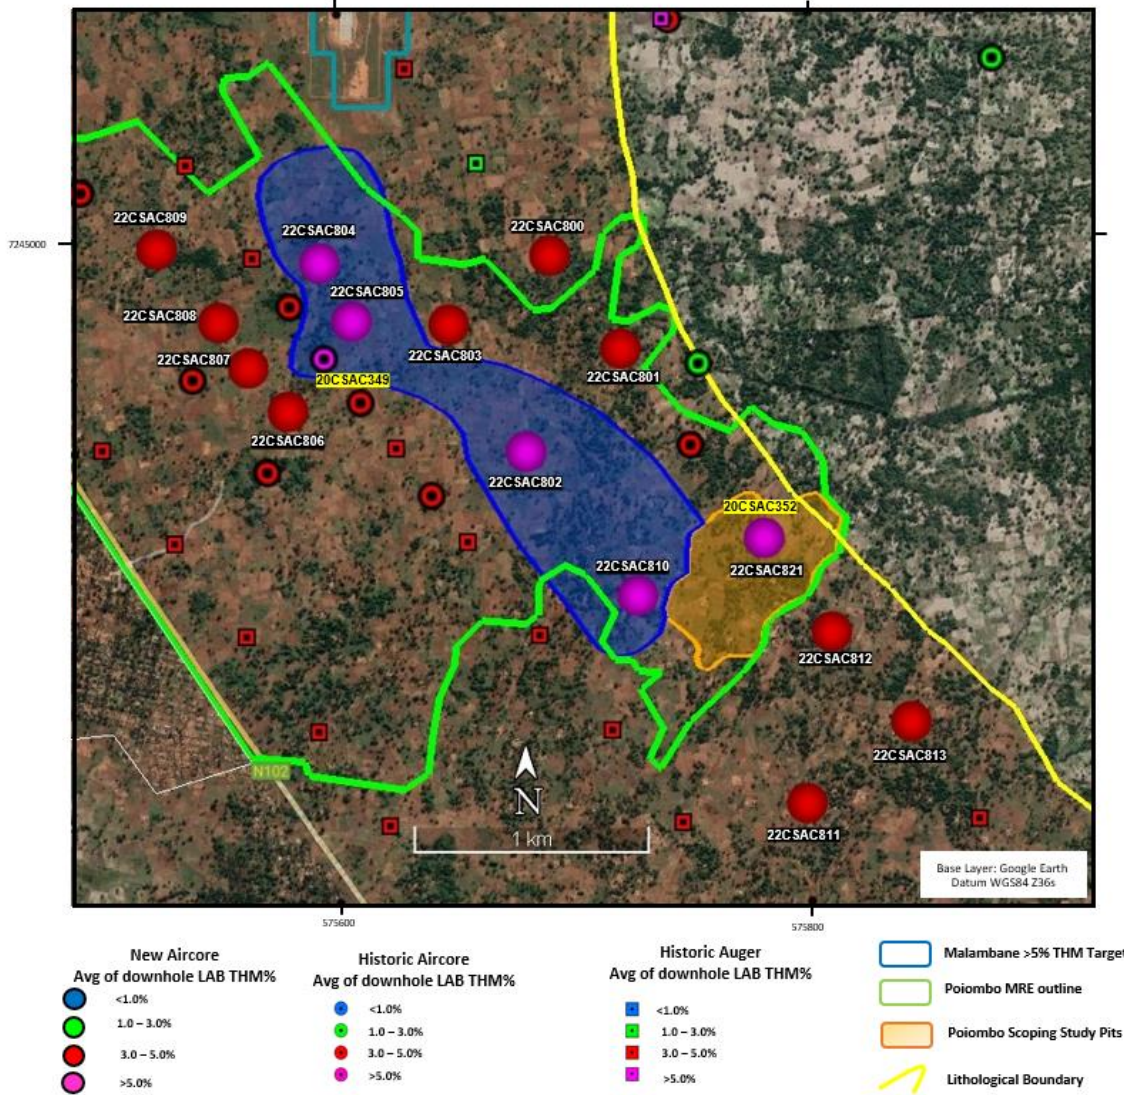 22CSAC809
22CSAC800
22CSAC804
7245000
22CSAC805
22CSAC808
22CSAC803
22CSAC807
22CSAC801
20CSAC349
22CSAC806
22CSAC802
20CSAC352
22CSAC810
22CSAC821
22CSAC812
22CSAC813
N102
N
1 km
22CSAC811
Base Layer: Google Earth
Datum WGS84 Z36s
575600
575800
New Aircore
Avg of downhole LAB THM%
<1.0%
1.0 – 3.0%
3.0 – 5.0%
>5.0%
Historic Aircore
Avg of downhole LAB THM%
<1.0%
1.0 – 3.0%
3.0 – 5.0%
>5.0%
Historic Auger
Avg of downhole LAB THM%
<1.0%
1.0 – 3.0%
3.0 – 5.0%
>5.0%
Malambane >5% THM Target
Poiombo MRE outline
Poiombo Scoping Study Pits
Lithological Boundary